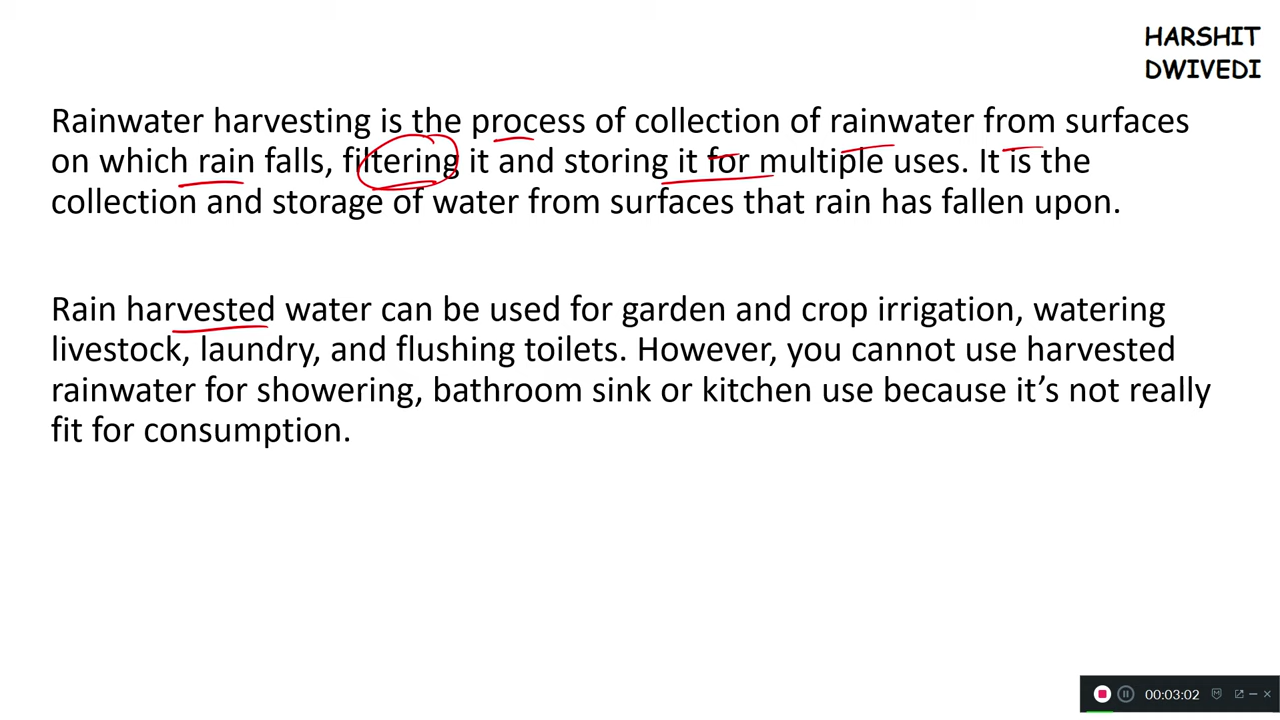 HARSHIT
DWIVEDI
Rainwater harvesting is the process of collection of rainwater from surfaces
on which rain falls, filtering it and storing it for multiple uses. It is the
collection and storage of water from surfaces that rain has fallen upon.
Rain harvested water can be used for garden and crop irrigation, watering
livestock, laundry, and flushing toilets. However, you cannot use harvested
rainwater for showering, bathroom sink or kitchen use because it’s not really
fit for consumption.
00:03:02